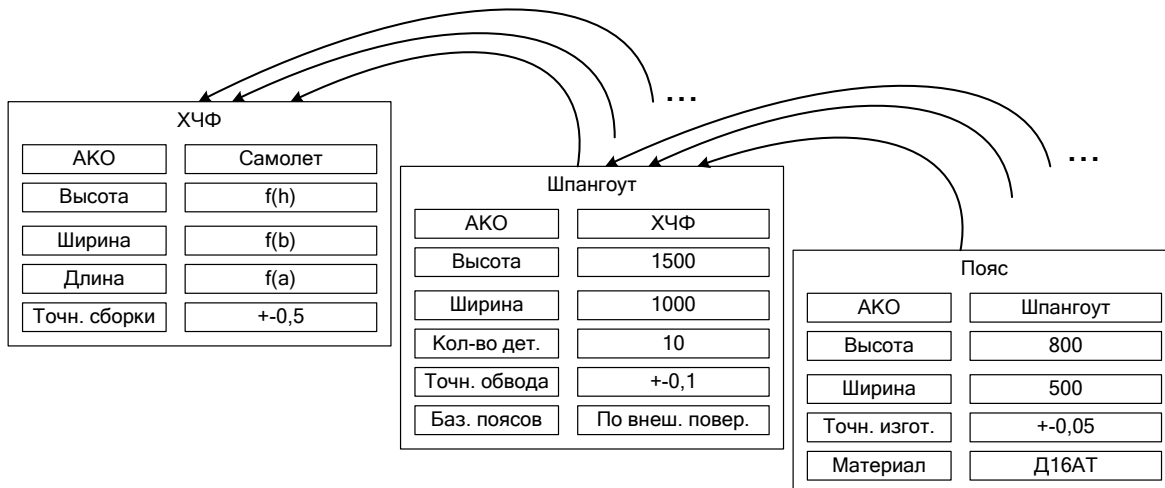 ...
ХЧФ
АКО Самолет
Высота f(h)
Ширина f(b)
Длина f(a)
Точн. сборки +-0,5
...
Шпангоут
АКО ХЧФ
Высота 1500
Ширина 1000
Кол-во дет. 10
Точн. обвода +-0,1
Баз. поясов По внеш. повер.
Пояс
АКО Шпангоут
Высота 800
Ширина 500
Точн. изгот. +-0,05
Материал Д16АТ